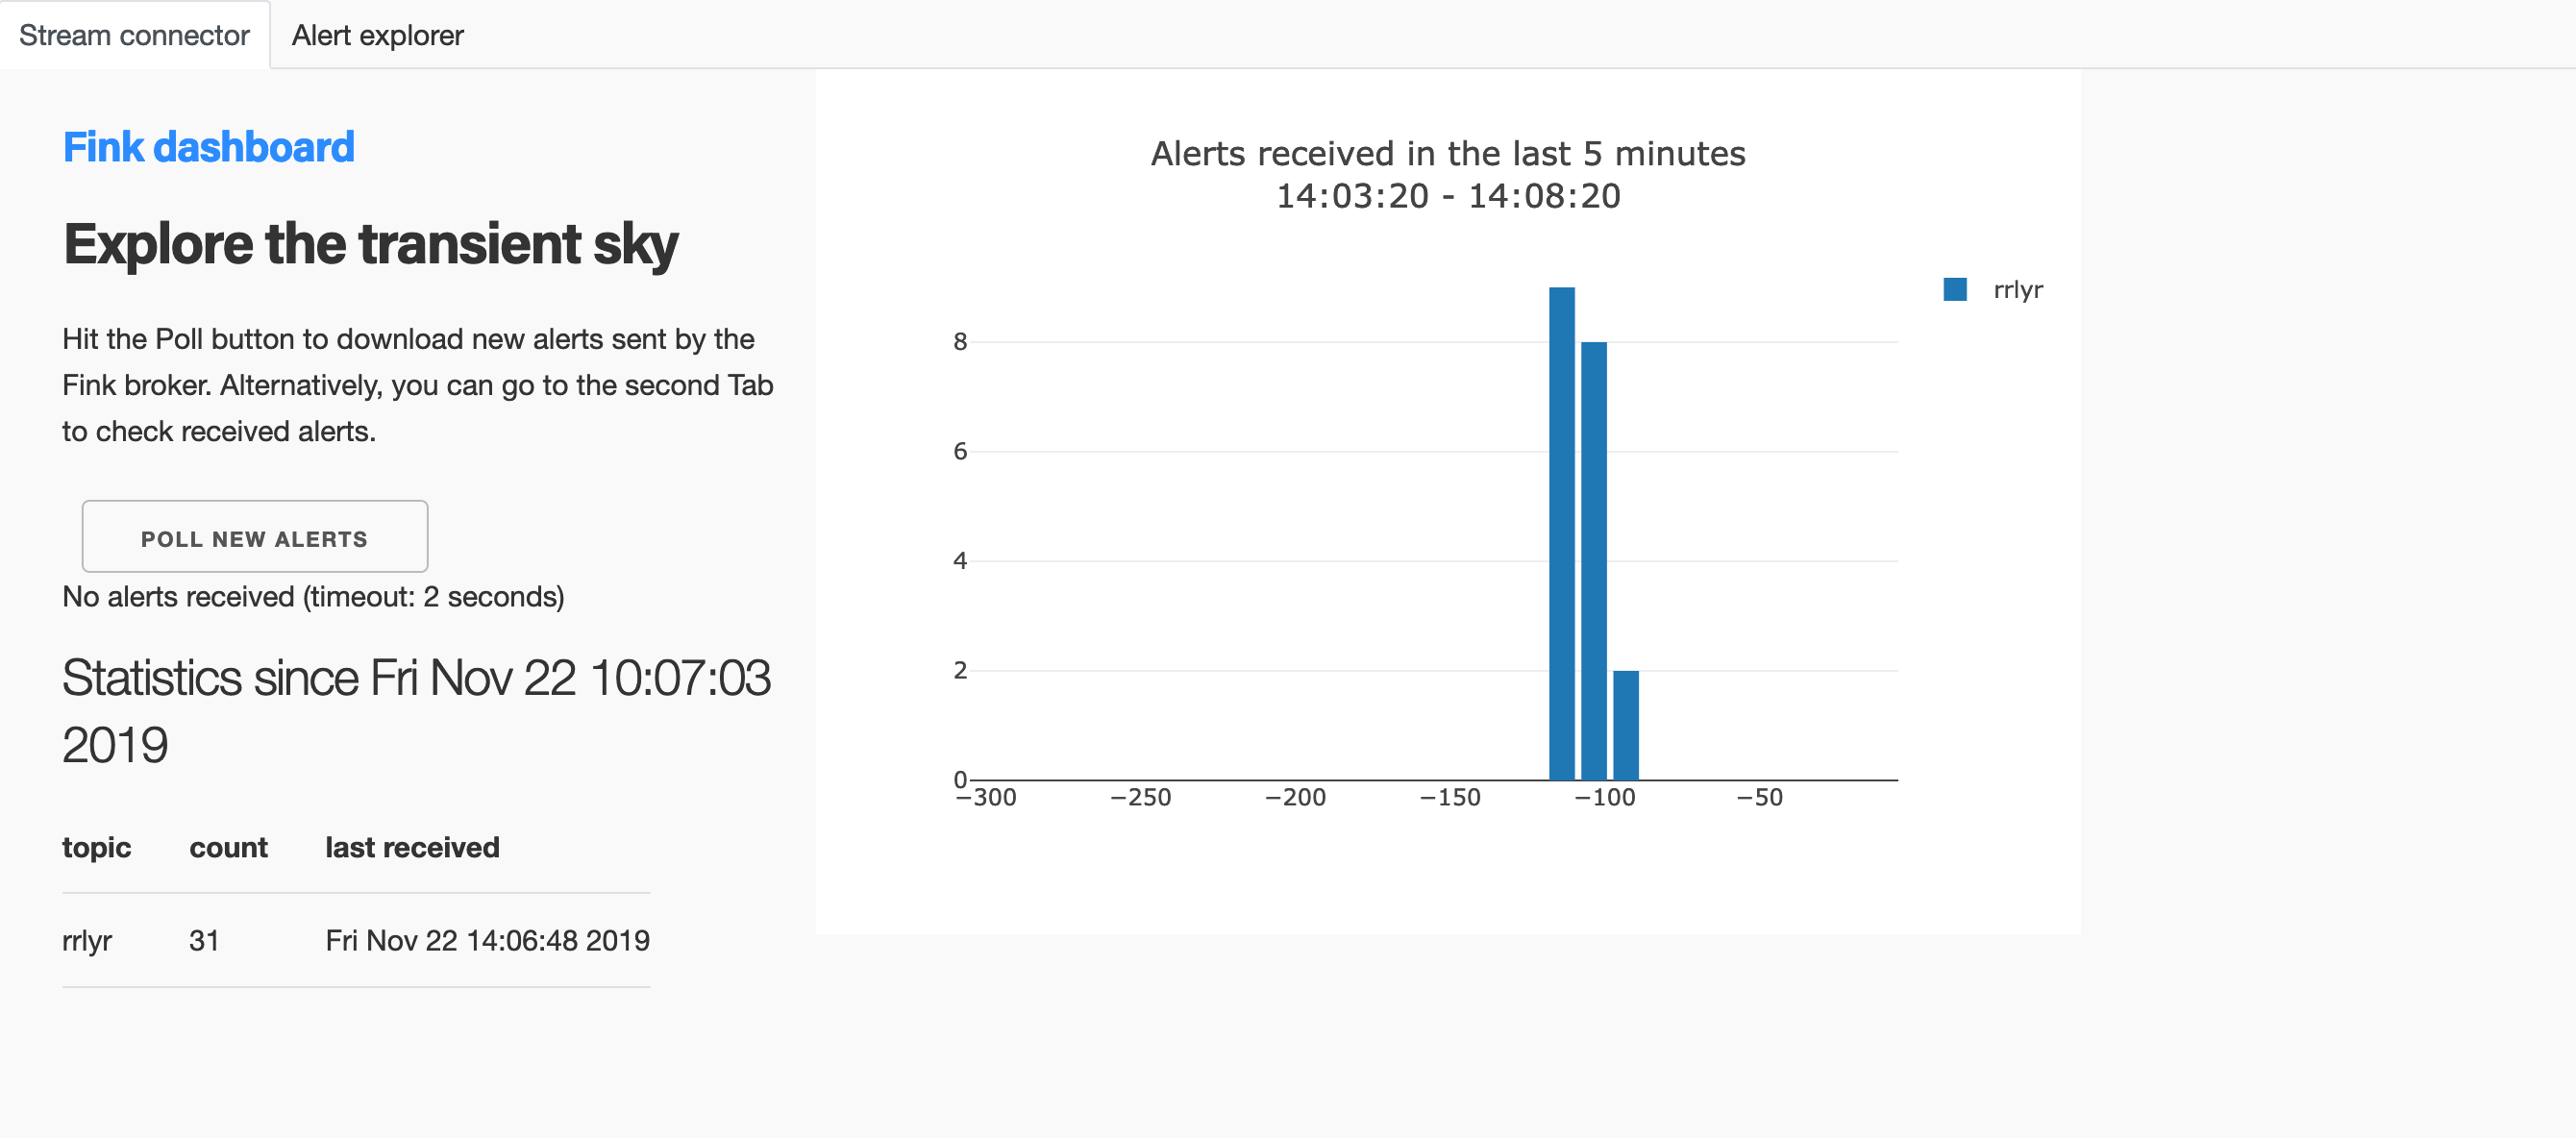 Stream connector
Alert explorer
Fink dashboard
Explore the transient sky
Hit the Poll button to download new alerts sent by the
Fink broker. Alternatively, you can go to the second Tab
to check received alerts.
POLL NEW ALERTS
No alerts received (timeout: 2 seconds)
Statistics since Fri Nov 22 10:07:03
2019
topic count last received
rrlyr 31 Fri Nov 22 14:06:48 2019
Alerts received in the last 5 minutes
14:03:20 - 14:08:20
rrlyr
8
6
4
2
0
−300 −250 −200 −150 −100 −50